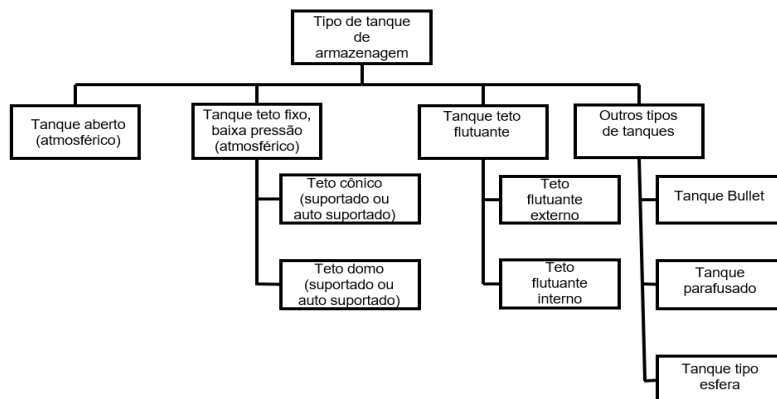 Tipo de tanque
de
armazenagem
Tanque aberto
(atmosférico)
Tanque teto fixo,
baixa pressão
(atmosférico)
Tanque teto
flutuante
Outros tipos
de tanques
Teto cônico
(suportado ou
auto suportado)
Teto
flutuante
externo
Tanque Bullet
Teto domo
(suportado ou
auto suportado)
Teto
flutuante
interno
Tanque
parafusado
Tanque tipo
esfera